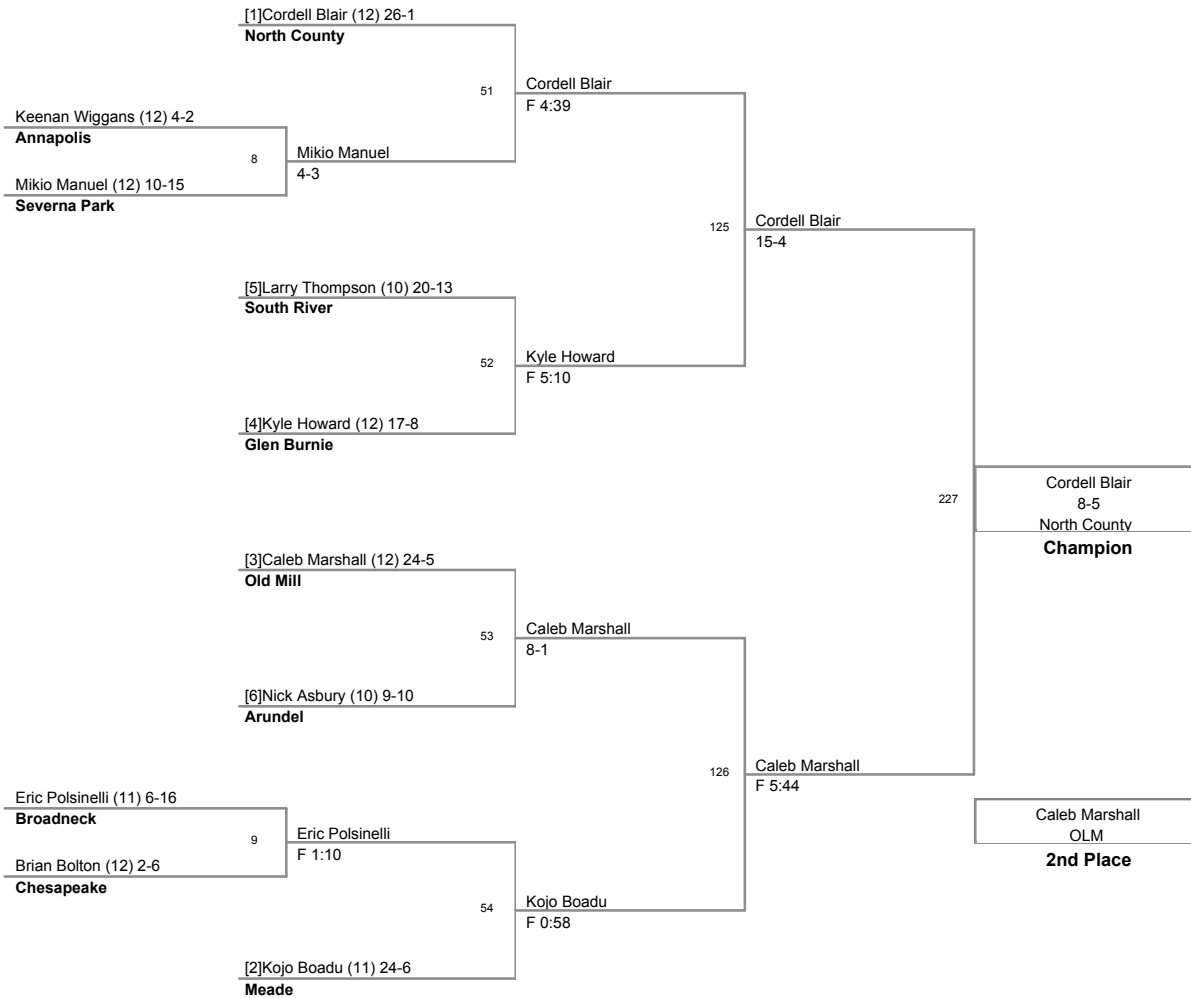 [1]Cordell Blair (12) 26-1
North County
51
Cordell Blair
F 4:39
Keenan Wiggans (12) 4-2
Annapolis
8
Mikio Manuel
4-3
Mikio Manuel (12) 10-15
Severna Park
125
Cordell Blair
15-4
[5]Larry Thompson (10) 20-13
South River
52
Kyle Howard
F 5:10
[4]Kyle Howard (12) 17-8
Glen Burnie
227
Cordell Blair
8-5
North County
Champion
[3]Caleb Marshall (12) 24-5
Old Mill
53
Caleb Marshall
8-1
[6]Nick Asbury (10) 9-10
Arundel
126
Caleb Marshall
F 5:44
Eric Polsinelli (11) 6-16
Broadneck
9
Eric Polsinelli
F 1:10
Brian Bolton (12) 2-6
Chesapeake
Caleb Marshall
OLM
2nd Place
54
Kojo Boadu
F 0:58
[2]Kojo Boadu (11) 24-6
Meade